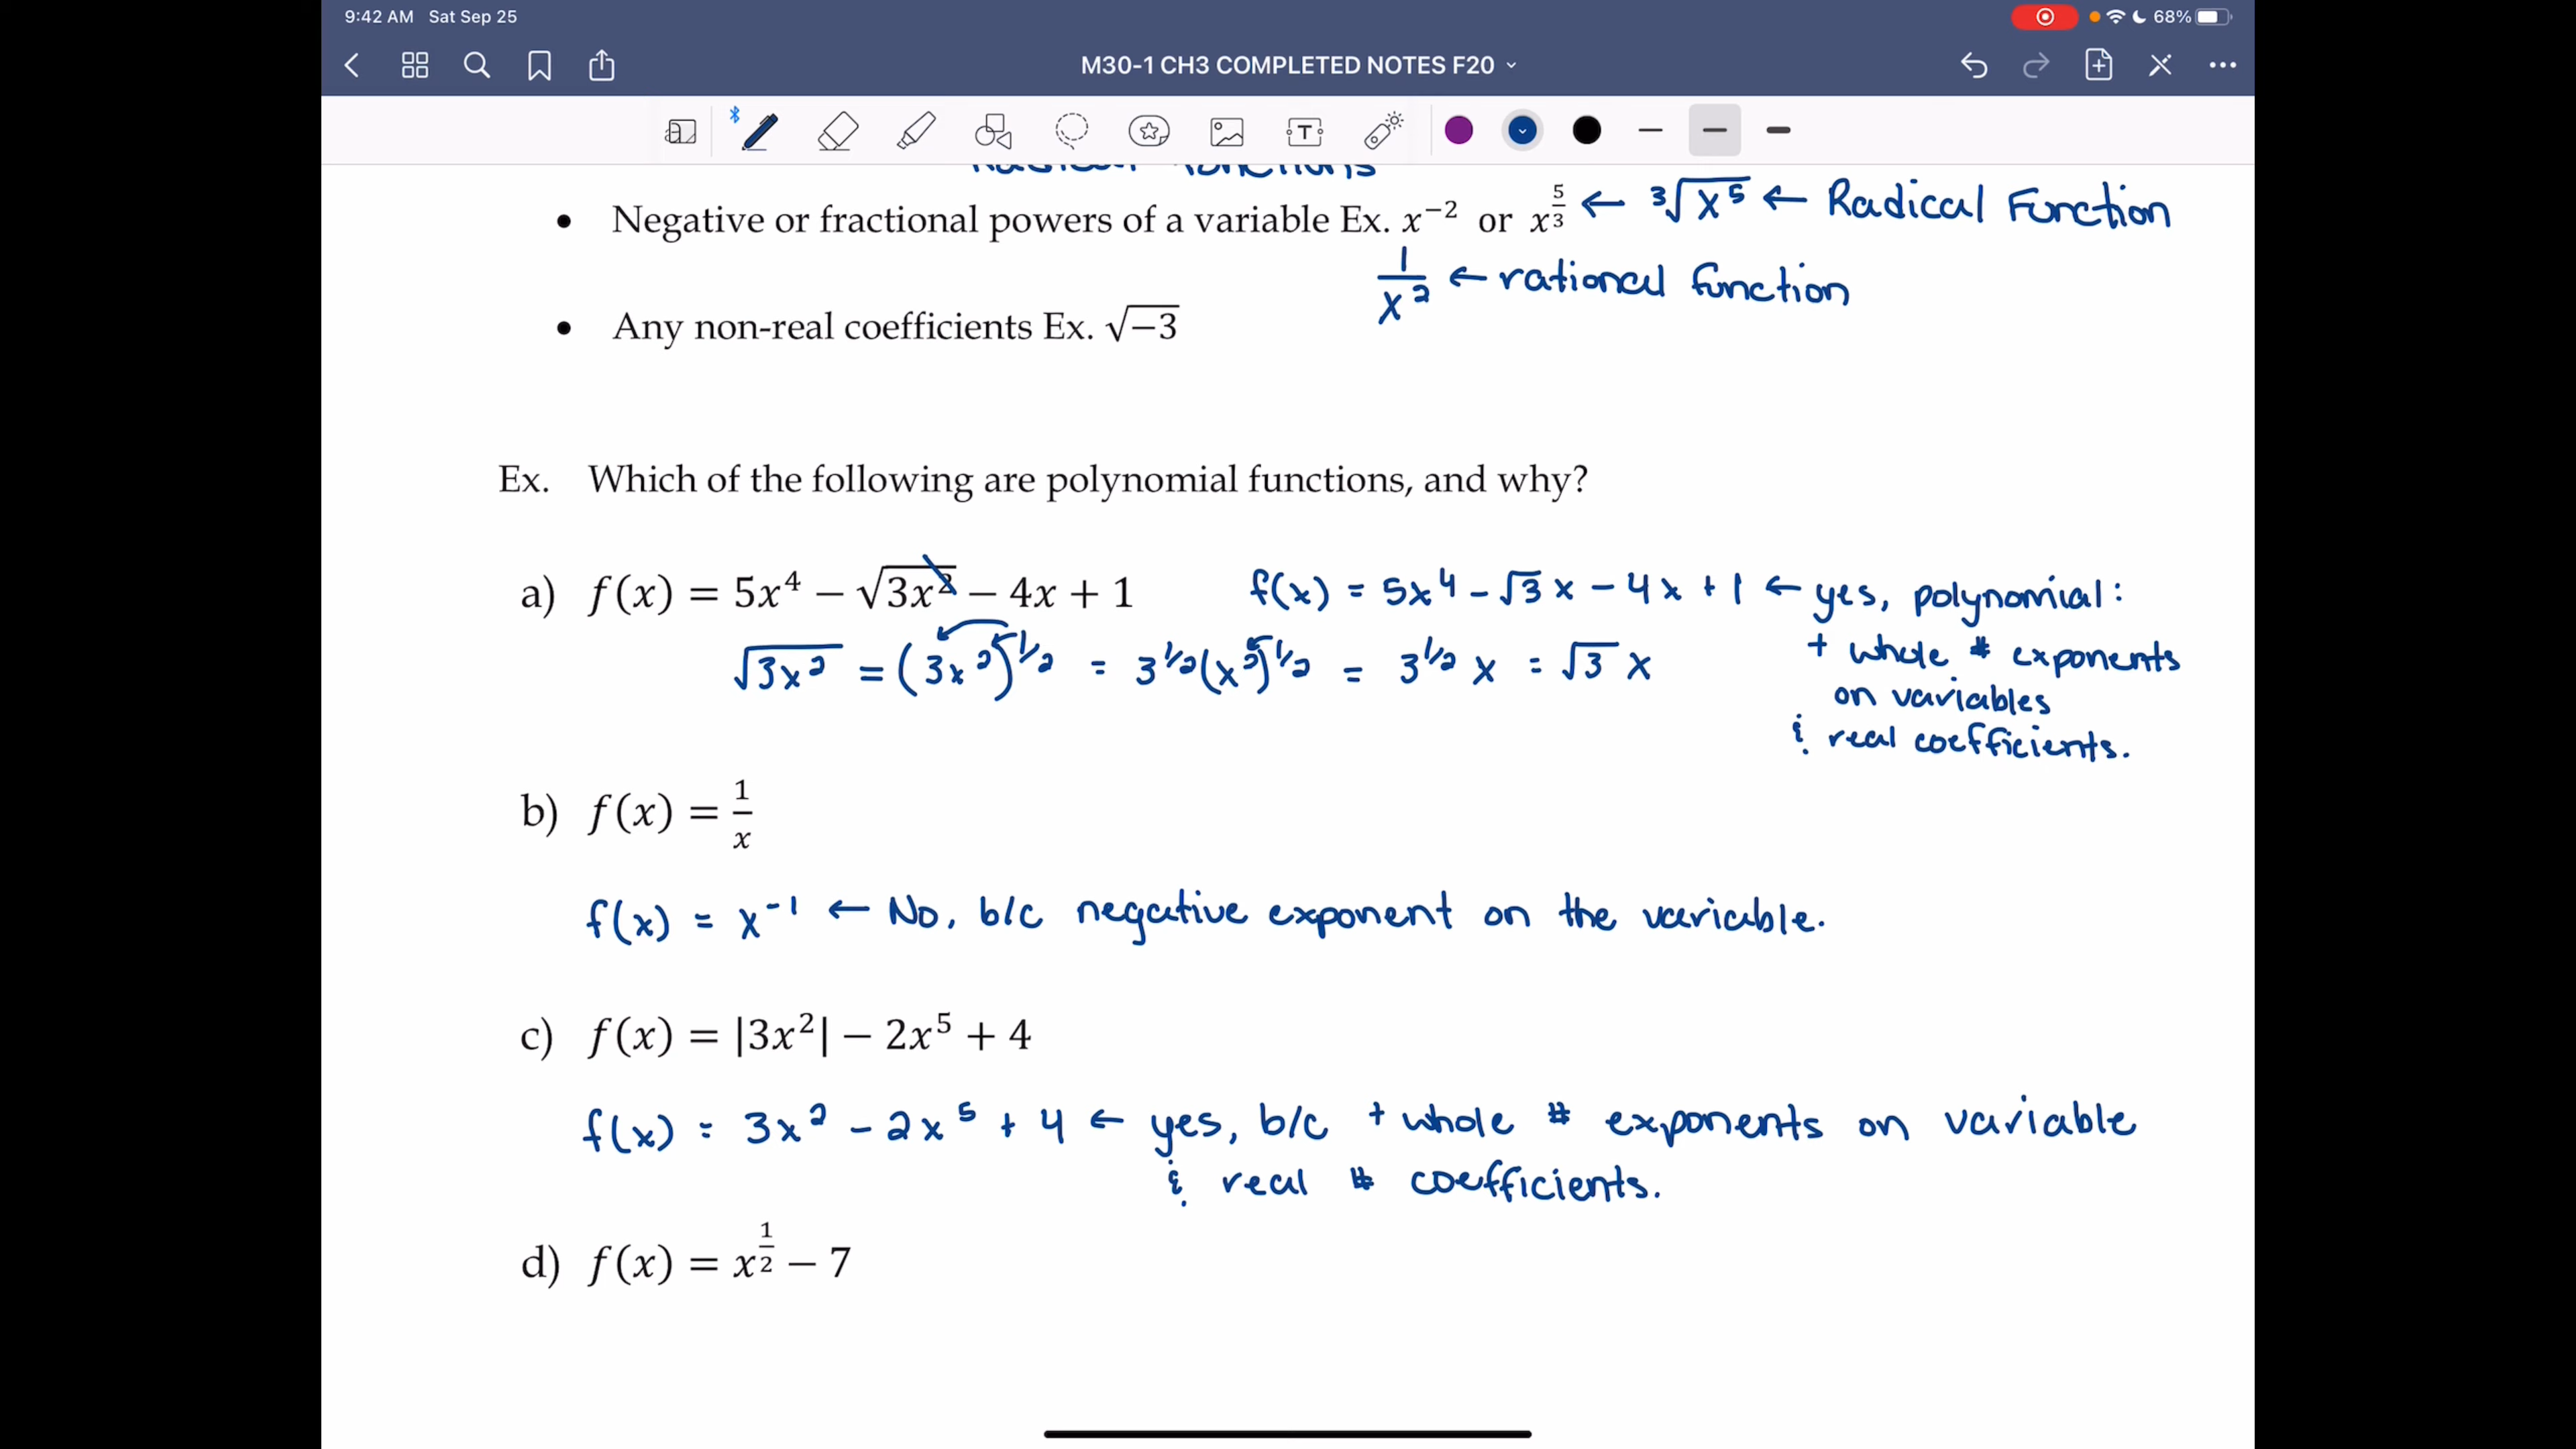 9:42 AM Sat Sep 25
68%
M30-1 CH3 COMPLETED NOTES F20
Radical Functions
• Negative or fractional powers of a variable Ex. x⁻² or x^(5/3) ← ³√x⁵ ← Radical Function
1/x² ← rational function
• Any non-real coefficients Ex. √−3
Ex. Which of the following are polynomial functions, and why?
a) f(x) = 5x⁴ − √3x² − 4x + 1 f(x) = 5x⁴ − √3 x − 4x + 1 ← yes, polynomial:
√3x² = (3x²)^1/2 = 3^1/2 (x²)^1/2 = 3^1/2 x = √3 x
+ whole # exponents
on variables
& real coefficients.
b) f(x) = 1/x
f(x) = x⁻¹ ← No, b/c negative exponent on the variable.
c) f(x) = |3x²| − 2x⁵ + 4
f(x) = 3x² − 2x⁵ + 4 ← yes, b/c + whole # exponents on variable
& real # coefficients.
d) f(x) = x^(1/2) − 7